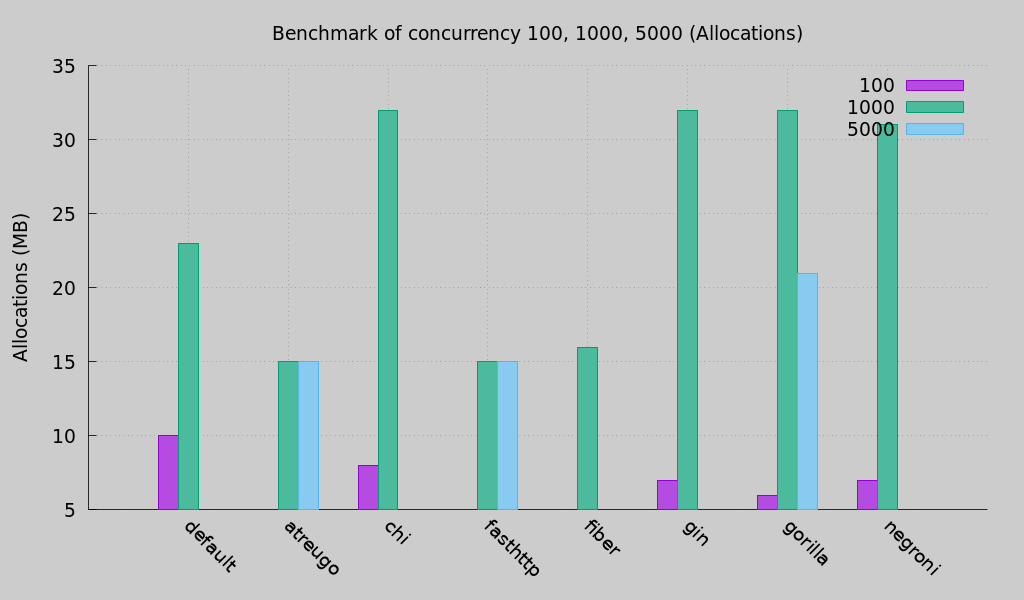 Benchmark of concurrency 100, 1000, 5000 (Allocations)
Allocations (MB)
35
30
25
20
15
10
5
100
1000
5000
default
atreugo
chi
fasthttp
fiber
gin
gorilla
negroni